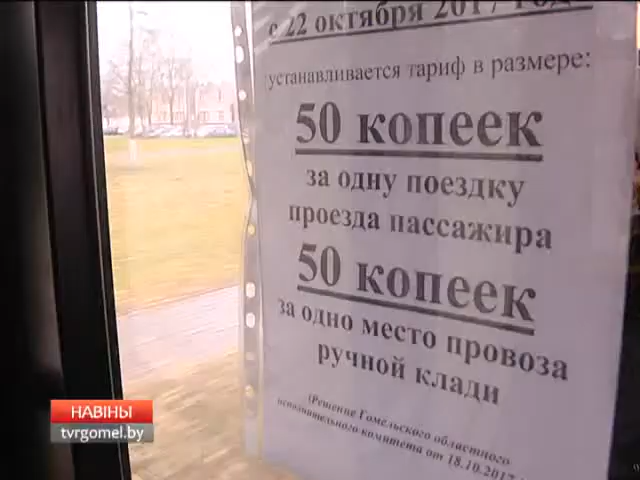 с 22 октября 2017 года
устанавливается тариф в размере:
50 копеек
за одну поездку
проезда пассажира
50 копеек
за одно место провоза
ручной клади
(Решение Гомельского областного
исполнительного комитета от 18.10.2017
НАВІНЫ
tvrgomel.by